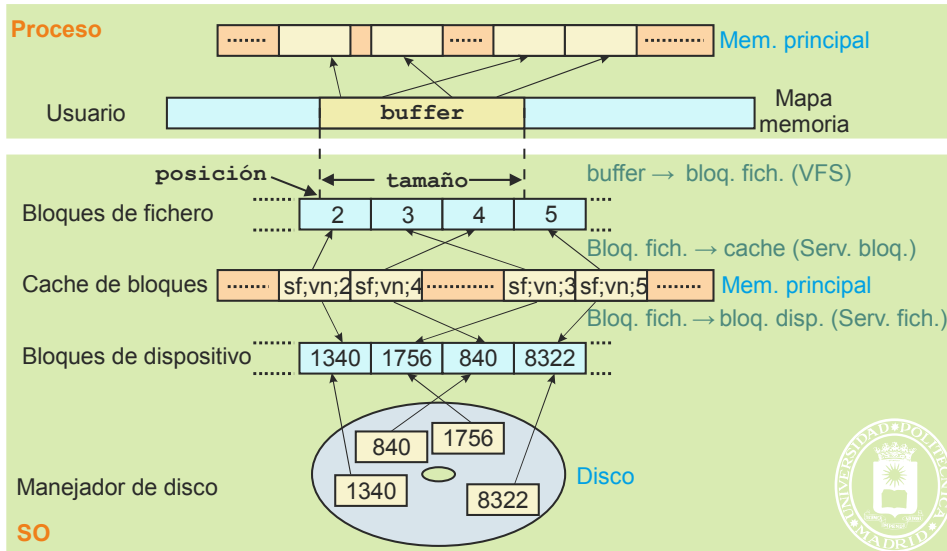 Proceso
....... ..... ...... ............ Mem. principal
Usuario buffer Mapa memoria
posición tamaño buffer → bloq. fich. (VFS)
Bloques de fichero ...... 2 3 4 5 ......
Bloq. fich. → cache (Serv. bloq.)
Cache de bloques ........ sf;vn;2 sf;vn;4 .............. sf;vn;3 sf;vn;5 ........ Mem. principal
Bloq. fich. → bloq. disp. (Serv. fich.)
Bloques de dispositivo ...... 1340 1756 840 8322 ......
840 1756
Disco
Manejador de disco 1340 8322
SO
UNIVERSIDAD POLITÉCNICA MADRID